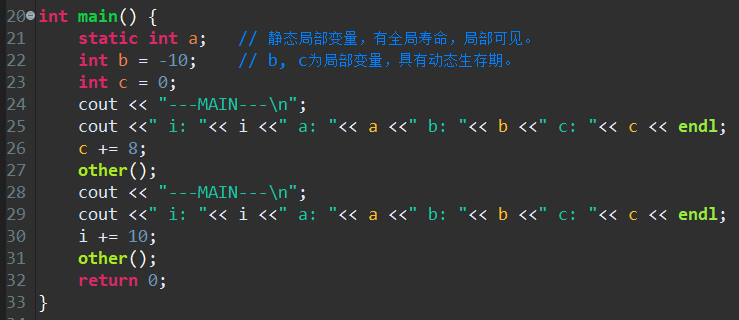 20 int main() {
21 static int a; // 静态局部变量，有全局寿命，局部可见。
22 int b = -10; // b, c为局部变量，具有动态生存期。
23 int c = 0;
24 cout << "---MAIN---\n";
25 cout <<" i: "<< i <<" a: "<< a <<" b: "<< b <<" c: "<< c << endl;
26 c += 8;
27 other();
28 cout << "---MAIN---\n";
29 cout <<" i: "<< i <<" a: "<< a <<" b: "<< b <<" c: "<< c << endl;
30 i += 10;
31 other();
32 return 0;
33 }